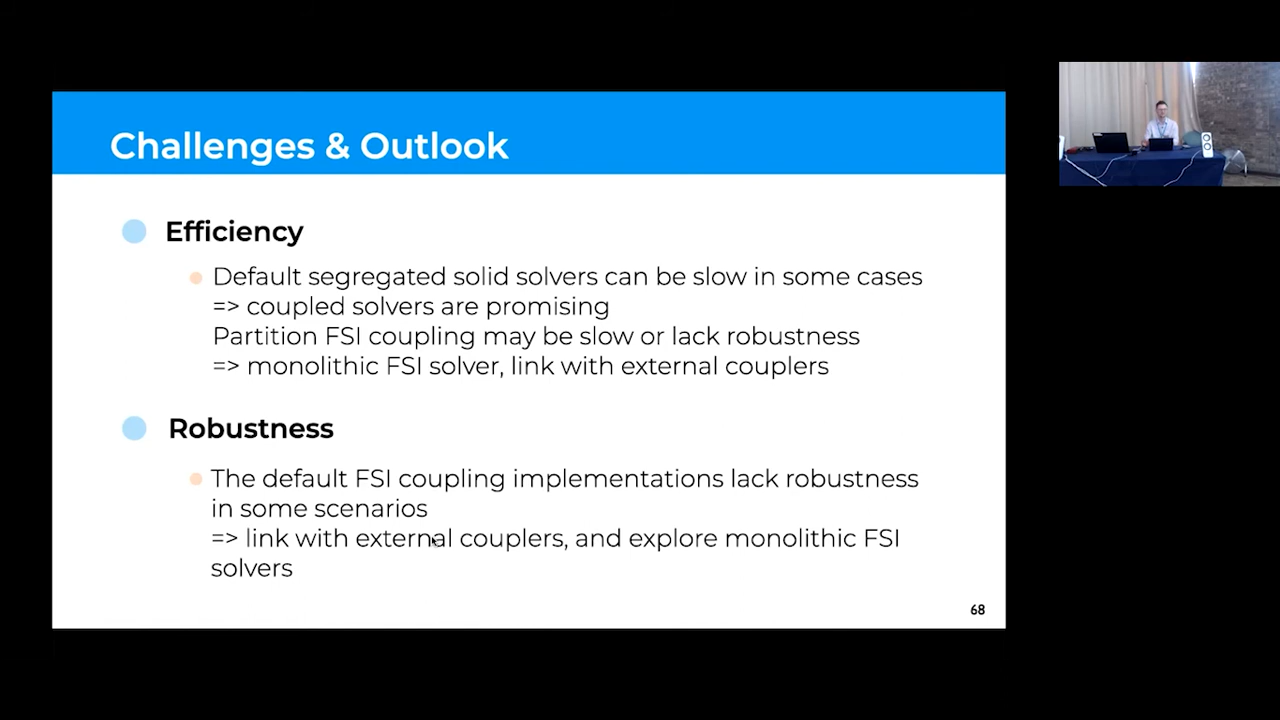 Challenges & Outlook
Efficiency
Default segregated solid solvers can be slow in some cases
=> coupled solvers are promising
Partition FSI coupling may be slow or lack robustness
=> monolithic FSI solver, link with external couplers
Robustness
The default FSI coupling implementations lack robustness
in some scenarios
=> link with external couplers, and explore monolithic FSI
solvers
68